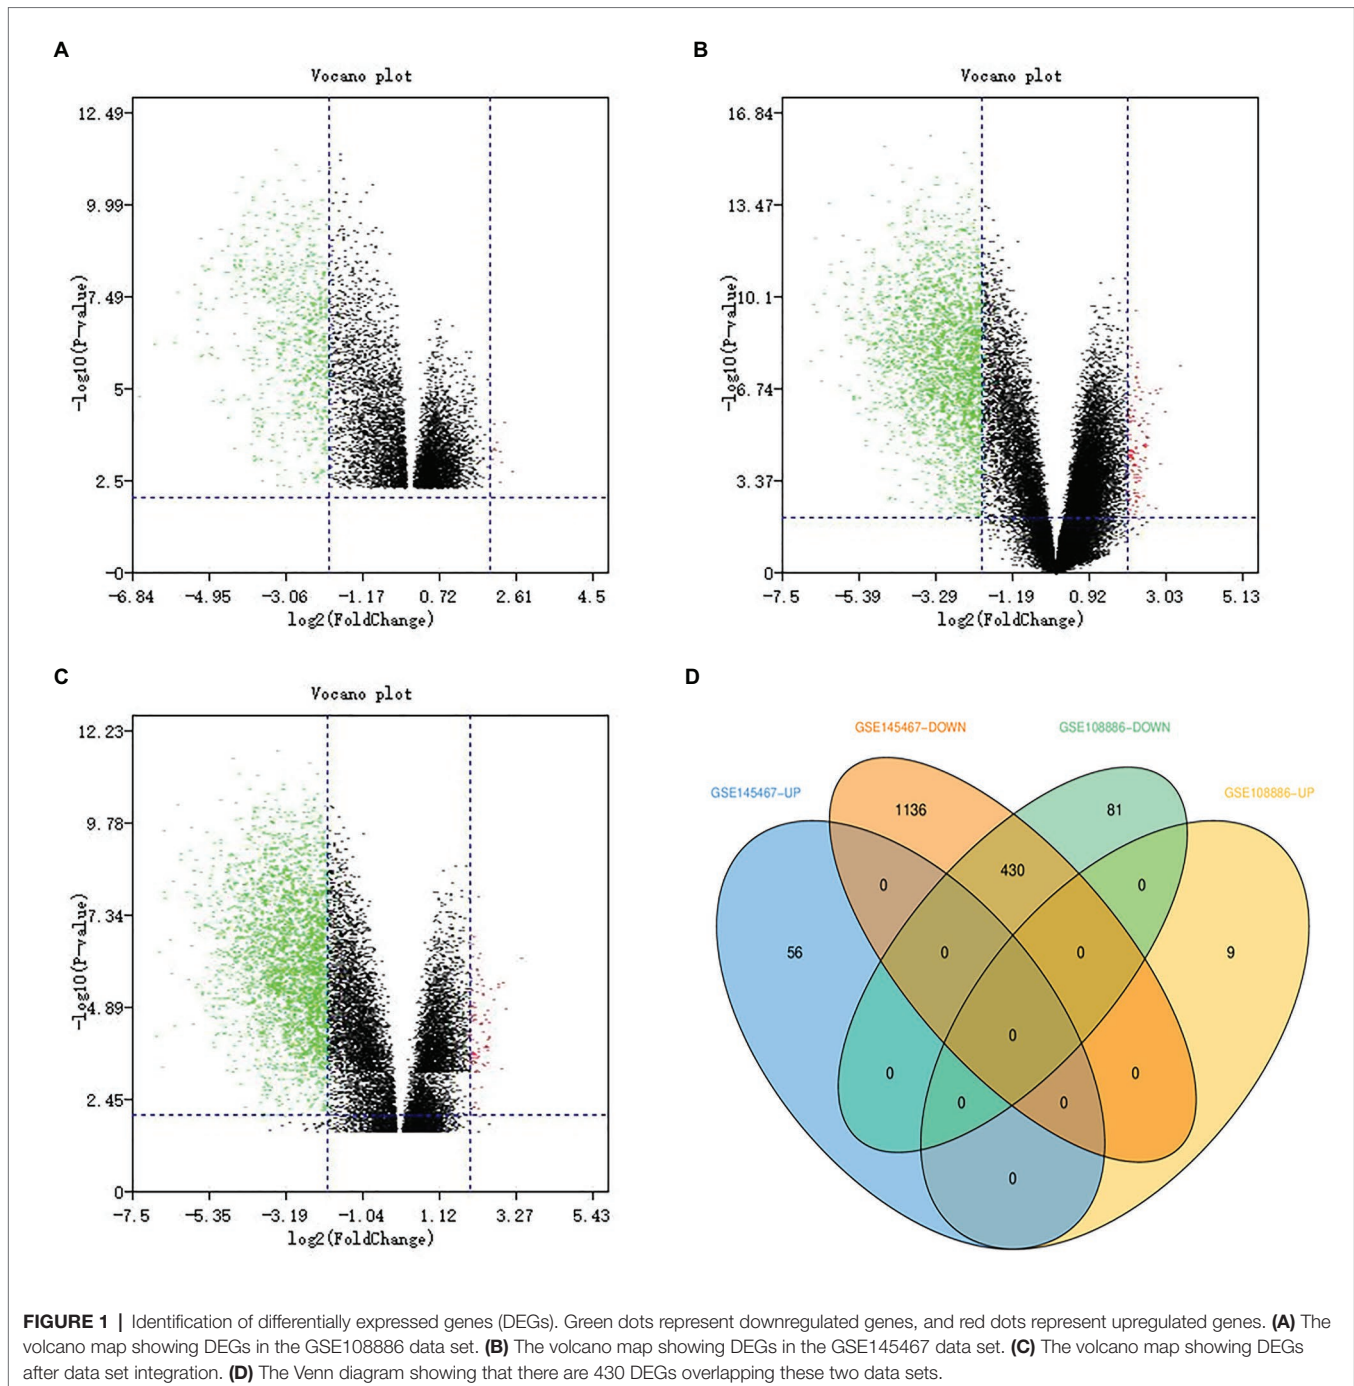 A
Vocano plot
12.49
9.99
7.49
5
2.5
0
-log10(P-value)
-6.84 -4.95 -3.06 -1.17 0.72 2.61 4.5
log2(FoldChange)
B
Vocano plot
16.84
13.47
10.1
6.74
3.37
0
-log10(P-value)
-7.5 -5.39 -3.29 -1.19 0.92 3.03 5.13
log2(FoldChange)
C
Vocano plot
12.23
9.78
7.34
4.89
2.45
0
-log10(P-value)
-7.5 -5.35 -3.19 -1.04 1.12 3.27 5.43
log2(FoldChange)
D
GSE145467-DOWN GSE108886-DOWN
GSE145467-UP GSE108886-UP
1136 81
430
0 0
56 0 0 9
0
0 0
0 0
0
FIGURE 1 | Identification of differentially expressed genes (DEGs). Green dots represent downregulated genes, and red dots represent upregulated genes. (A) The
volcano map showing DEGs in the GSE108886 data set. (B) The volcano map showing DEGs in the GSE145467 data set. (C) The volcano map showing DEGs
after data set integration. (D) The Venn diagram showing that there are 430 DEGs overlapping these two data sets.